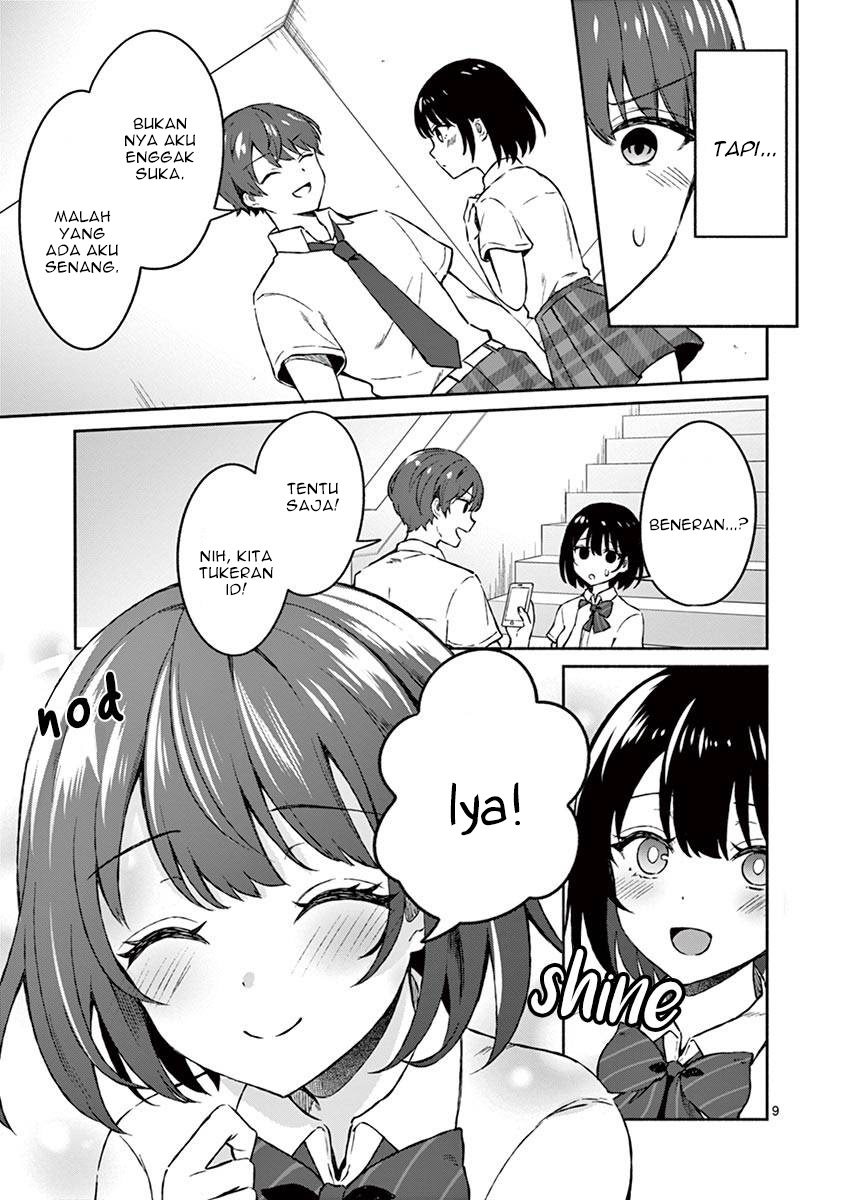 TAPI...
BUKAN
NYA AKU
ENGGAK
SUKA.
MALAH
YANG
ADA AKU
SENANG.
BENERAN...?
TENTU
SAJA!
NIH, KITA
TUKERAN
ID!
nod
Iya!
shine
9